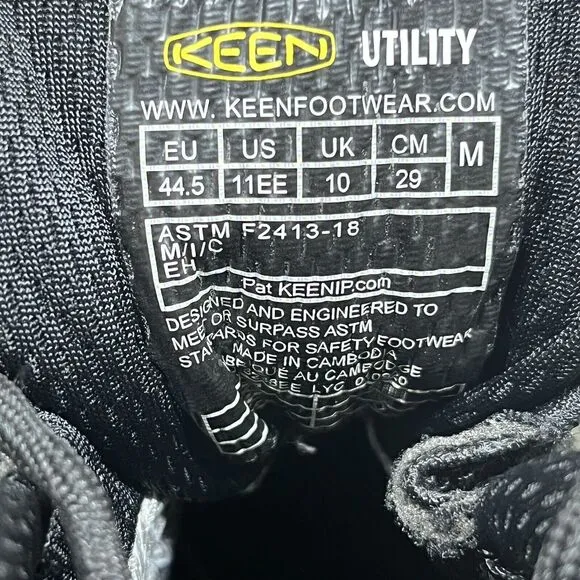 KEEN UTILITY
WWW.KEENFOOTWEAR.COM
EU US UK CM M
44.5 11EE 10 29
ASTM F2413-18
M/I/C
EH
Pat KEENIP.com
DESIGNED AND ENGINEERED TO
MEET OR SURPASS ASTM
STANDARDS FOR SAFETY FOOTWEAR
MADE IN CAMBODIA
AU CAMBODGE
LYC